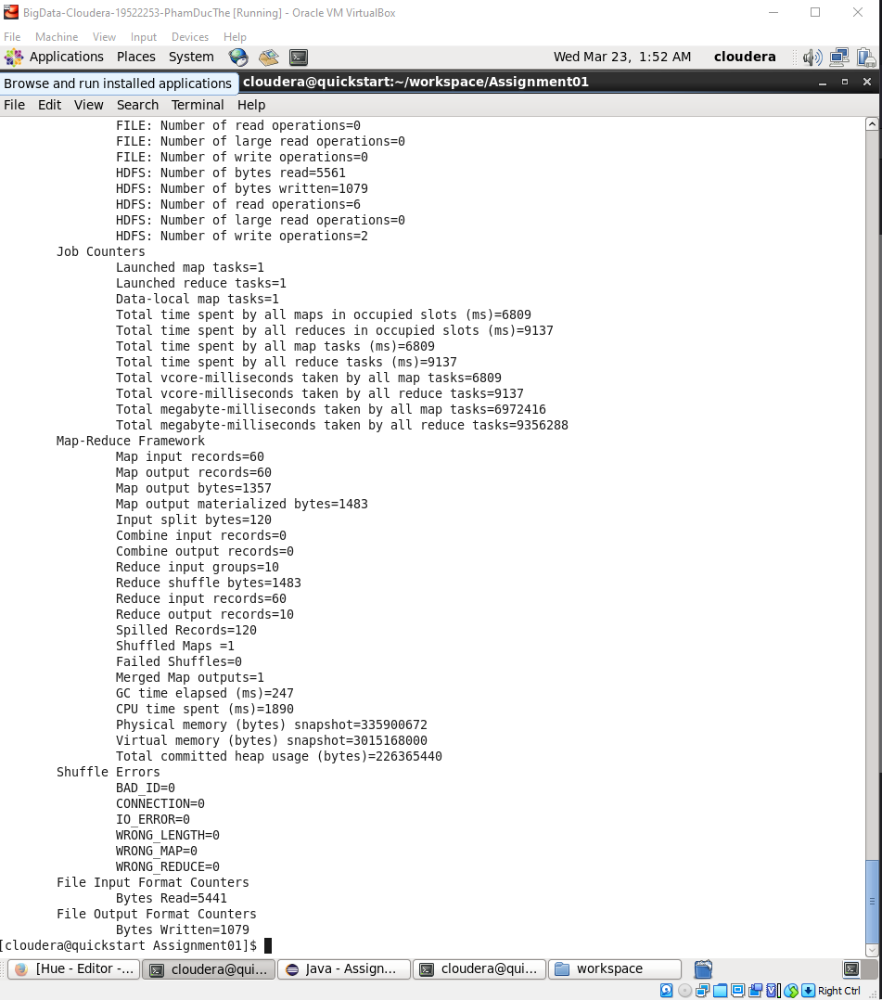 BigData-Cloudera-19522253-PhamDucThe [Running] - Oracle VM VirtualBox
File Machine View Input Devices Help
Applications Places System Wed Mar 23, 1:52 AM cloudera
Browse and run installed applications cloudera@quickstart:~/workspace/Assignment01
File Edit View Search Terminal Help
FILE: Number of read operations=0
FILE: Number of large read operations=0
FILE: Number of write operations=0
HDFS: Number of bytes read=5561
HDFS: Number of bytes written=1079
HDFS: Number of read operations=6
HDFS: Number of large read operations=0
HDFS: Number of write operations=2
Job Counters
Launched map tasks=1
Launched reduce tasks=1
Data-local map tasks=1
Total time spent by all maps in occupied slots (ms)=6809
Total time spent by all reduces in occupied slots (ms)=9137
Total time spent by all map tasks (ms)=6809
Total time spent by all reduce tasks (ms)=9137
Total vcore-milliseconds taken by all map tasks=6809
Total vcore-milliseconds taken by all reduce tasks=9137
Total megabyte-milliseconds taken by all map tasks=6972416
Total megabyte-milliseconds taken by all reduce tasks=9356288
Map-Reduce Framework
Map input records=60
Map output records=60
Map output bytes=1357
Map output materialized bytes=1483
Input split bytes=120
Combine input records=0
Combine output records=0
Reduce input groups=10
Reduce shuffle bytes=1483
Reduce input records=60
Reduce output records=10
Spilled Records=120
Shuffled Maps =1
Failed Shuffles=0
Merged Map outputs=1
GC time elapsed (ms)=247
CPU time spent (ms)=1890
Physical memory (bytes) snapshot=335900672
Virtual memory (bytes) snapshot=3015168000
Total committed heap usage (bytes)=226365440
Shuffle Errors
BAD_ID=0
CONNECTION=0
IO_ERROR=0
WRONG_LENGTH=0
WRONG_MAP=0
WRONG_REDUCE=0
File Input Format Counters
Bytes Read=5441
File Output Format Counters
Bytes Written=1079
[cloudera@quickstart Assignment01]$
[Hue - Editor -... cloudera@qui... Java - Assign... cloudera@qui... workspace
Right Ctrl